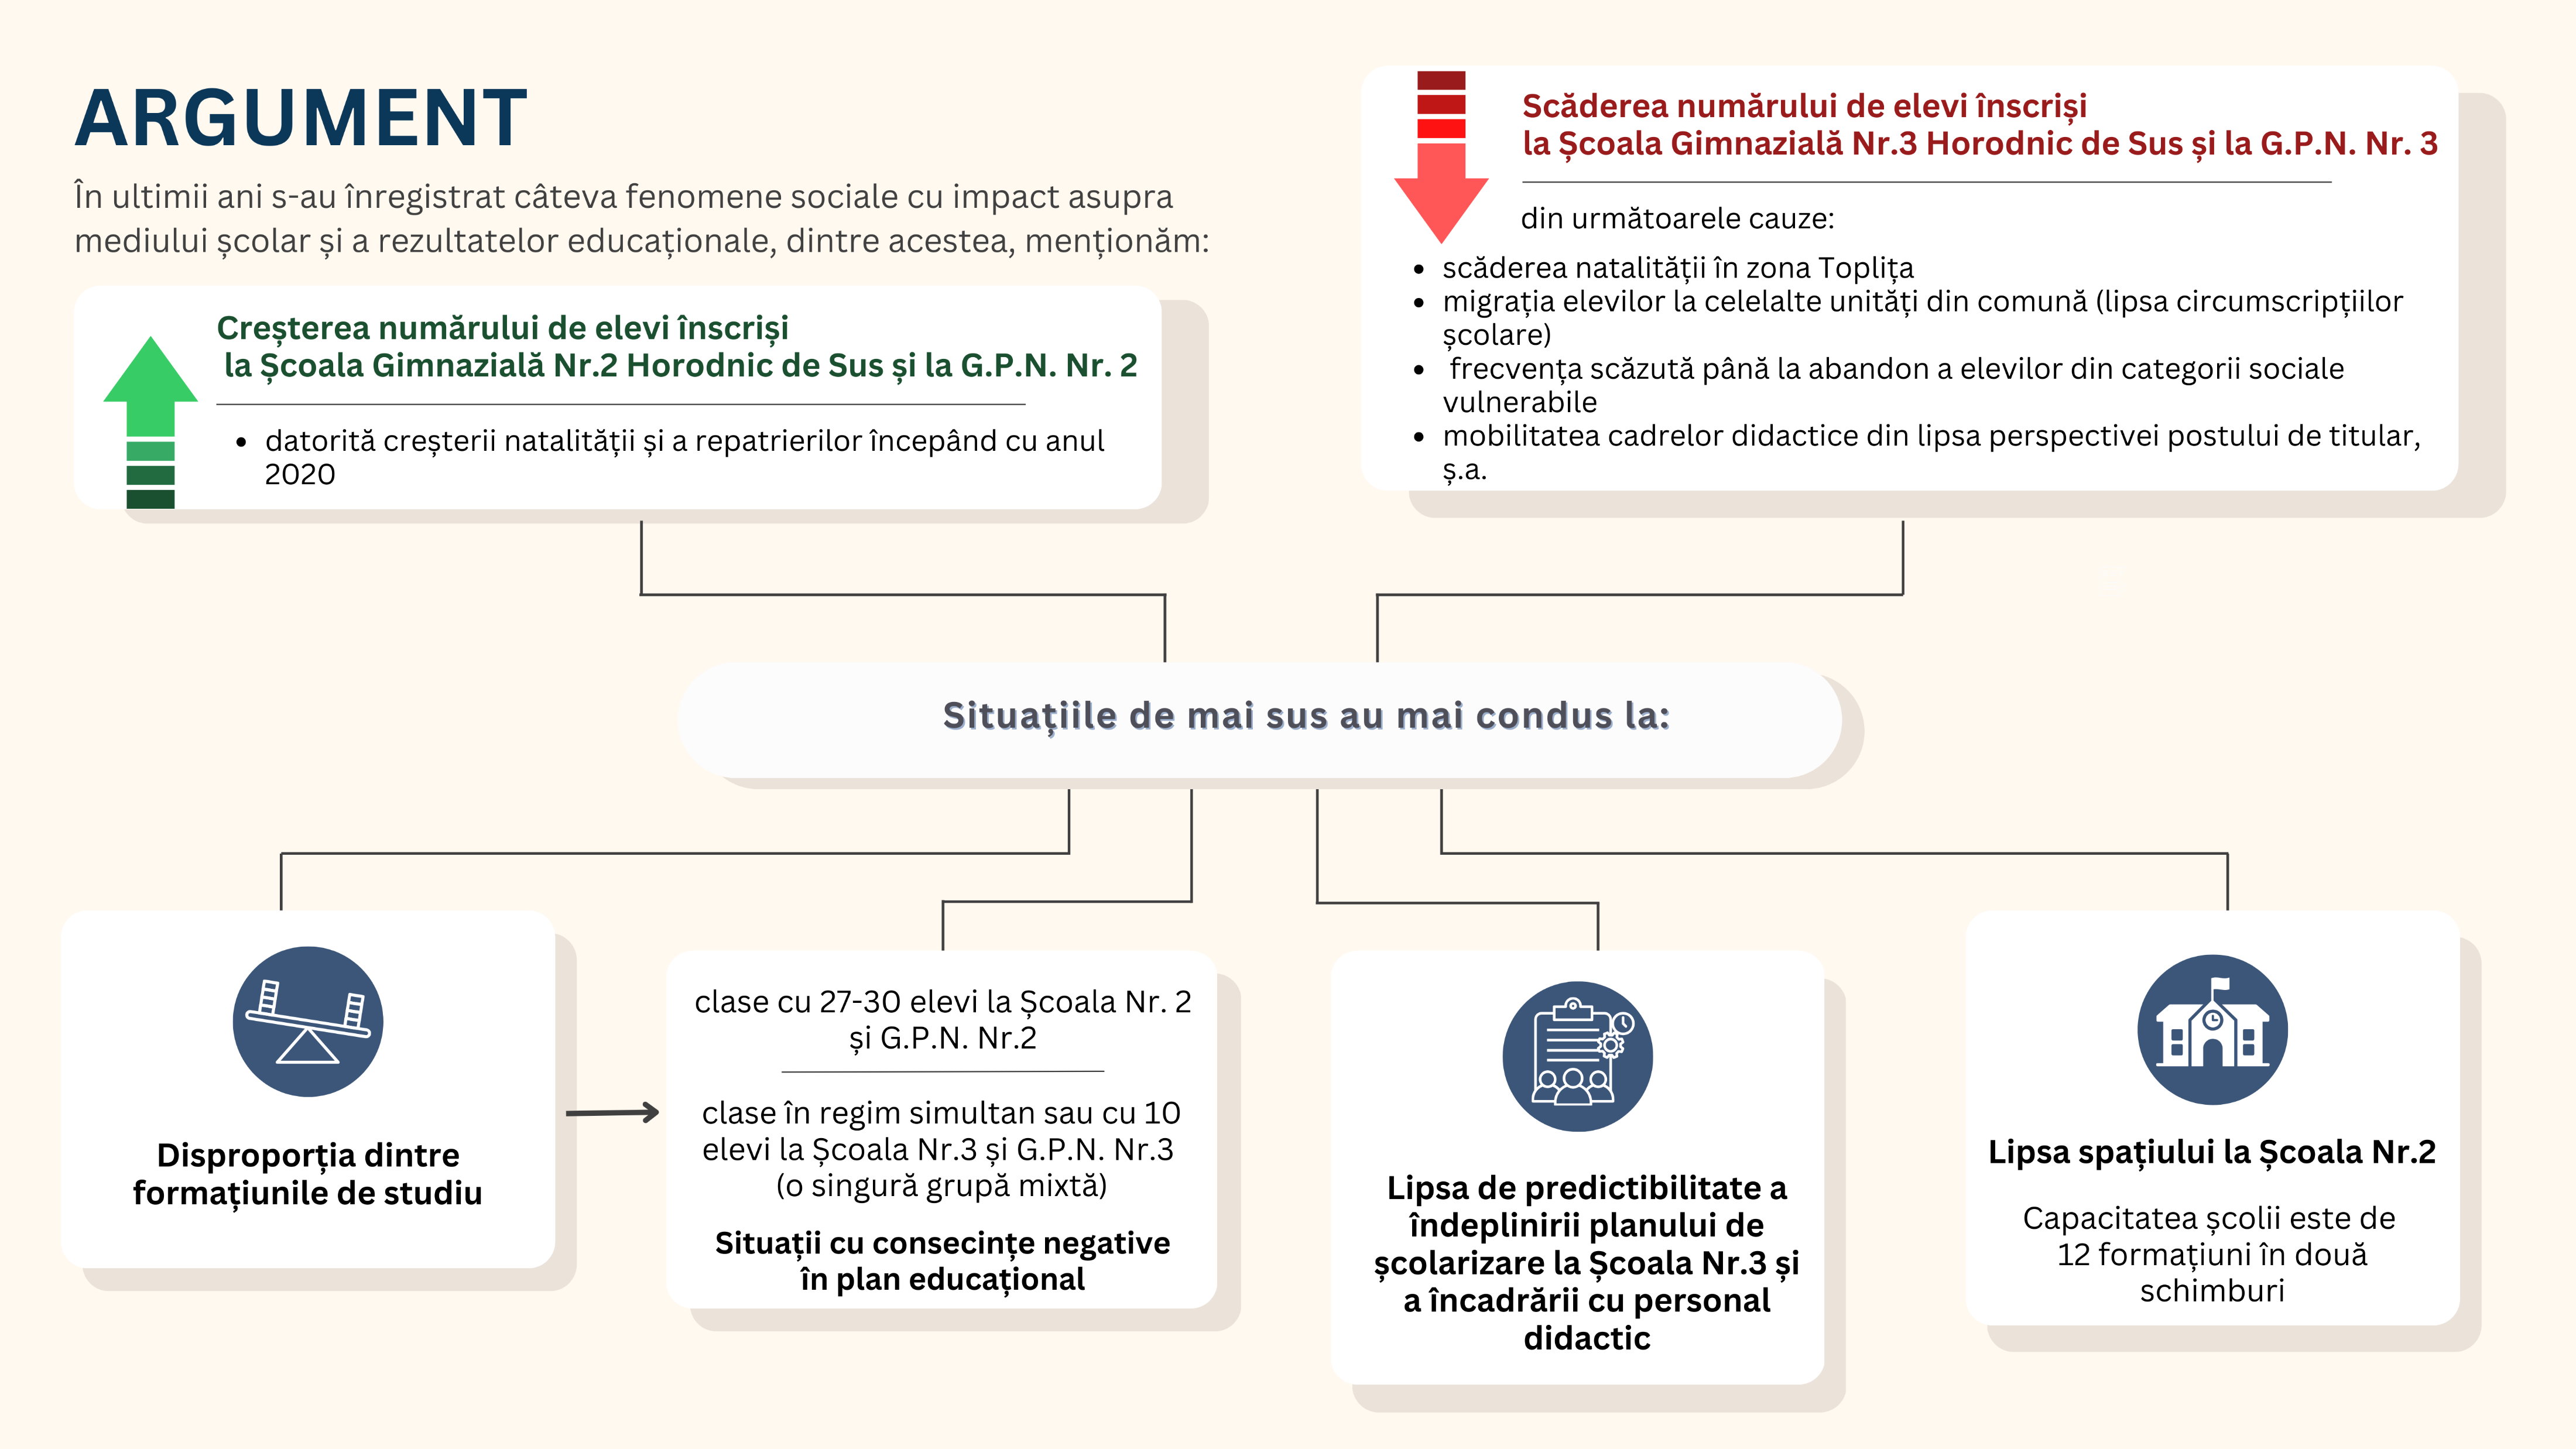 ARGUMENT
În ultimii ani s-au înregistrat câteva fenomene sociale cu impact asupra
mediului școlar și a rezultatelor educaționale, dintre acestea, menționăm:
Creșterea numărului de elevi înscriși
la Școala Gimnazială Nr.2 Horodnic de Sus și la G.P.N. Nr. 2
• datorită creșterii natalității și a repatrierilor începând cu anul
2020
Scăderea numărului de elevi înscriși
la Școala Gimnazială Nr.3 Horodnic de Sus și la G.P.N. Nr. 3
din următoarele cauze:
• scăderea natalității în zona Toplița
• migrația elevilor la celelalte unități din comună (lipsa circumscripțiilor
școlare)
• frecvența scăzută până la abandon a elevilor din categorii sociale
vulnerabile
• mobilitatea cadrelor didactice din lipsa perspectivei postului de titular,
ș.a.
Situațiile de mai sus au mai condus la:
Disproporția dintre
formațiunile de studiu
clase cu 27-30 elevi la Școala Nr. 2
și G.P.N. Nr.2
clase în regim simultan sau cu 10
elevi la Școala Nr.3 și G.P.N. Nr.3
(o singură grupă mixtă)
Situații cu consecințe negative
în plan educațional
Lipsa de predictibilitate a
îndeplinirii planului de
școlarizare la Școala Nr.3 și
a încadrării cu personal
didactic
Lipsa spațiului la Școala Nr.2
Capacitatea școlii este de
12 formațiuni în două
schimburi